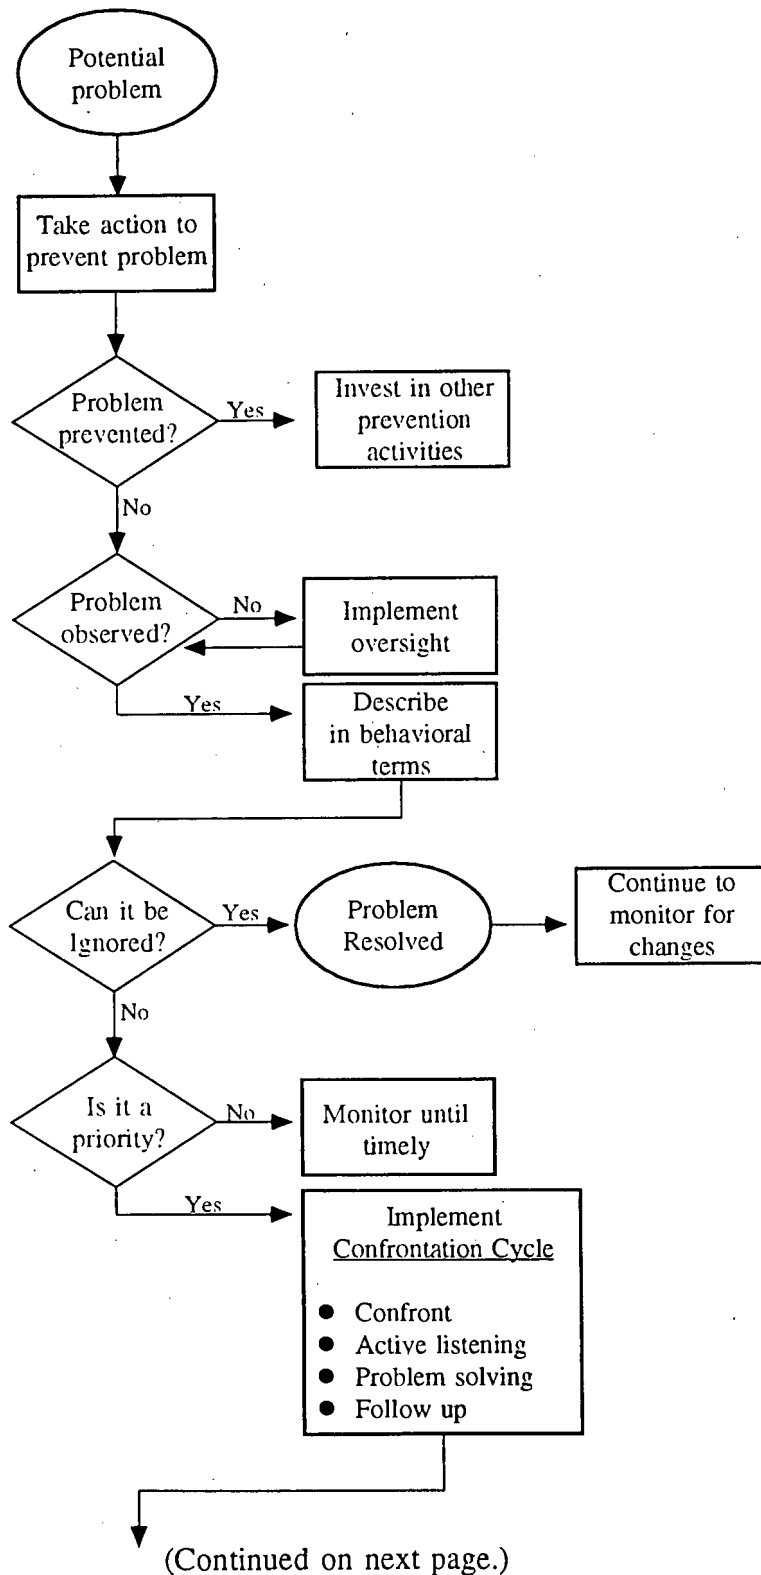 Potential
problem
Take action to
prevent problem
Problem
prevented?
Yes
Invest in other
prevention
activities
No
Problem
observed?
No
Implement
oversight
Yes
Describe
in behavioral
terms
Can it be
Ignored?
Yes
Problem
Resolved
Continue to
monitor for
changes
No
Is it a
priority?
No
Monitor until
timely
Yes
Implement
Confrontation Cycle
● Confront
● Active listening
● Problem solving
● Follow up
(Continued on next page.)